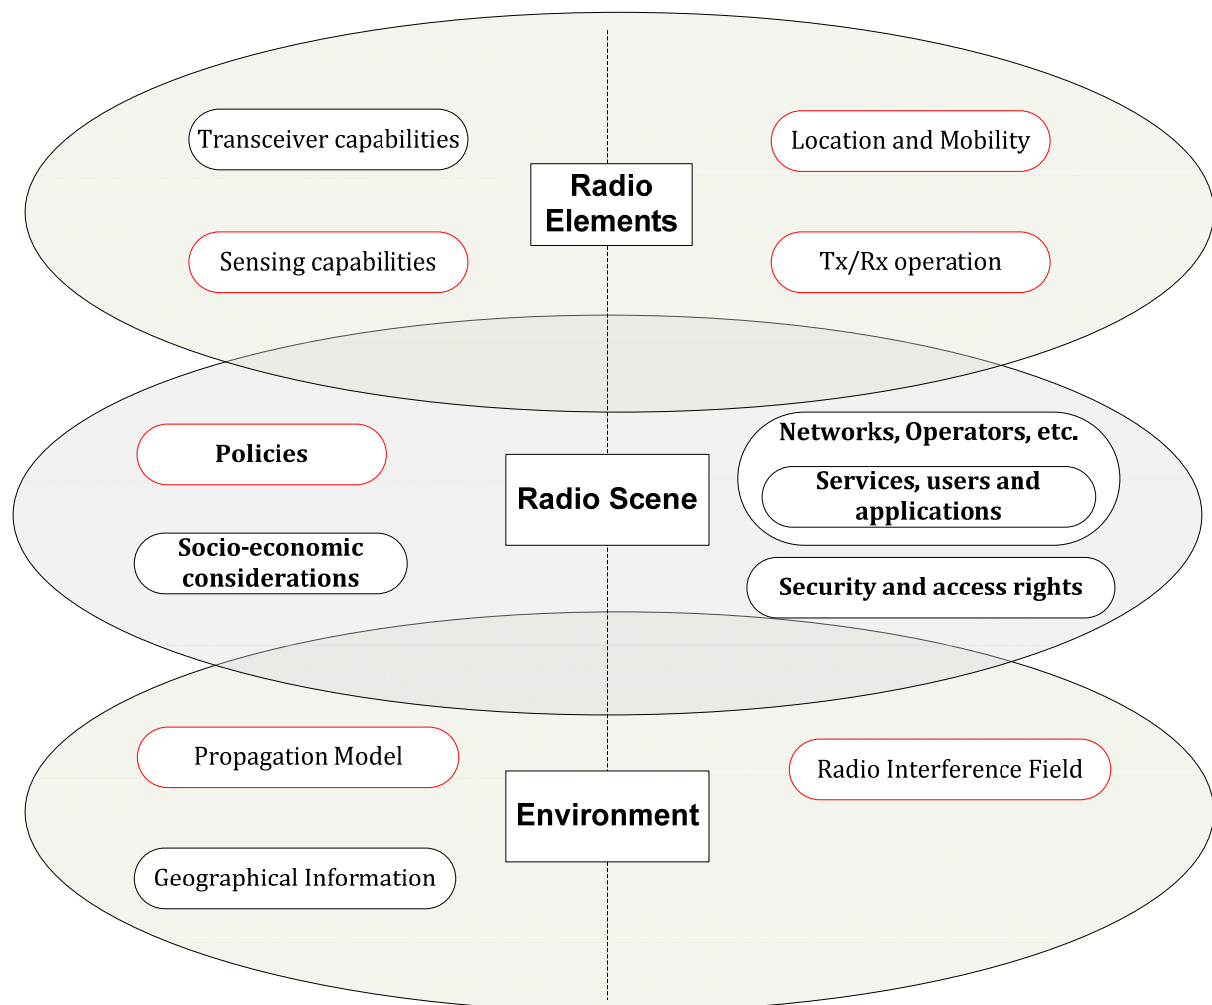 Transceiver capabilities
Location and Mobility
Radio
Elements
Sensing capabilities
Tx/Rx operation
Policies
Networks, Operators, etc.
Services, users and
applications
Radio Scene
Socio-economic
considerations
Security and access rights
Propagation Model
Radio Interference Field
Environment
Geographical Information